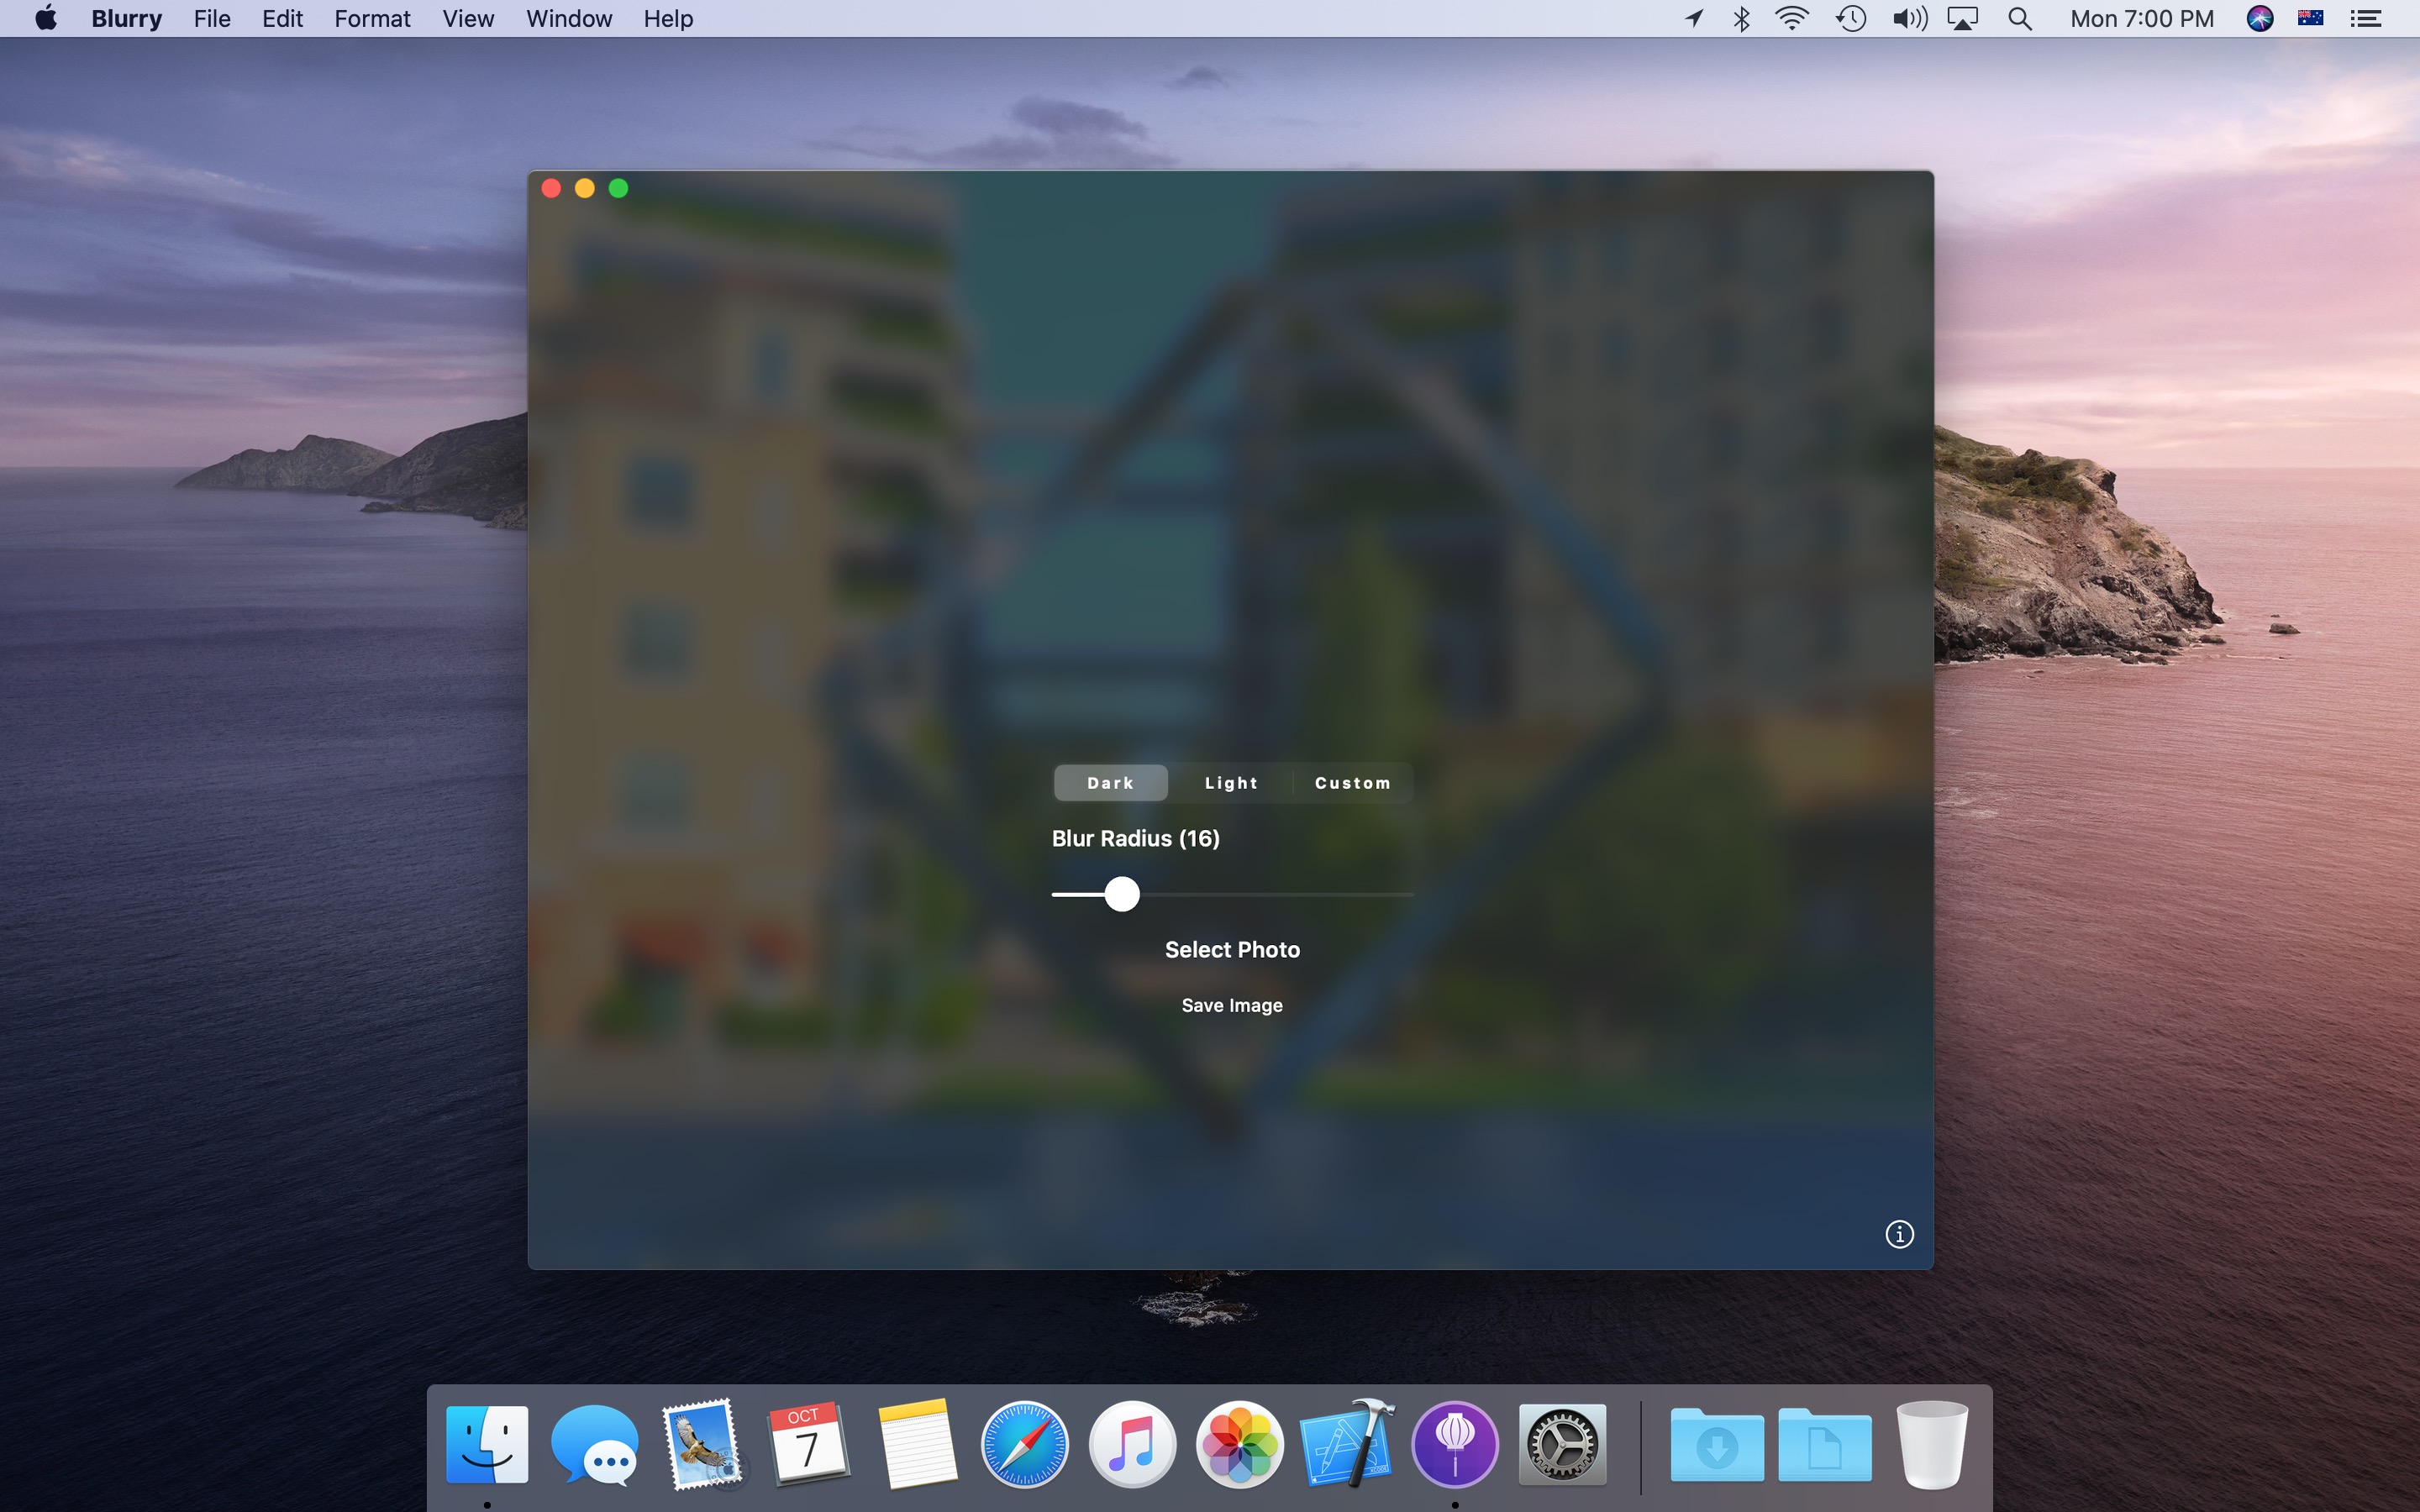 Blurry File Edit Format View Window Help Mon 7:00 PM
Dark Light Custom
Blur Radius (16)
Select Photo
Save Image
OCT
7